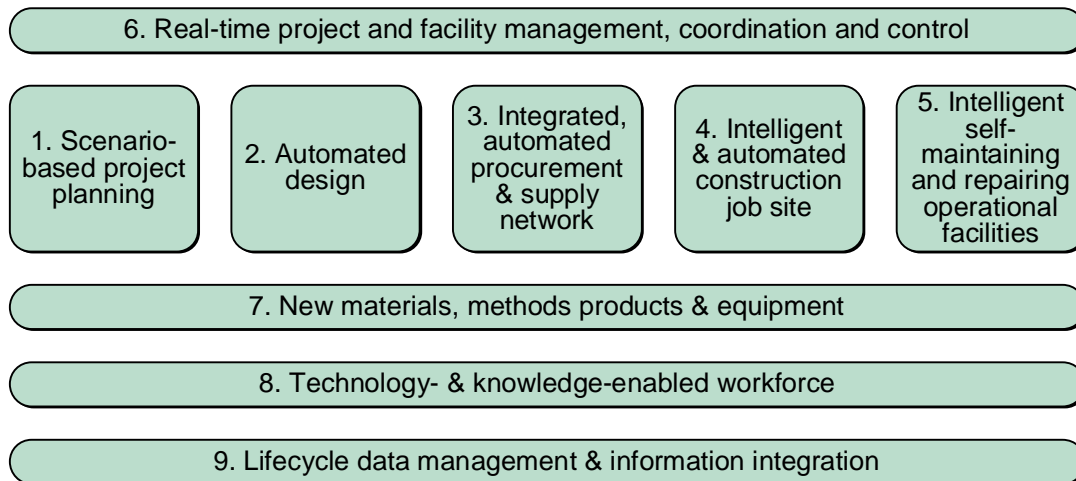 6. Real-time project and facility management, coordination and control
1. Scenario-
based project
planning
2. Automated
design
3. Integrated,
automated
procurement
& supply
network
4. Intelligent
& automated
construction
job site
5. Intelligent
self-
maintaining
and repairing
operational
facilities
7. New materials, methods products & equipment
8. Technology- & knowledge-enabled workforce
9. Lifecycle data management & information integration